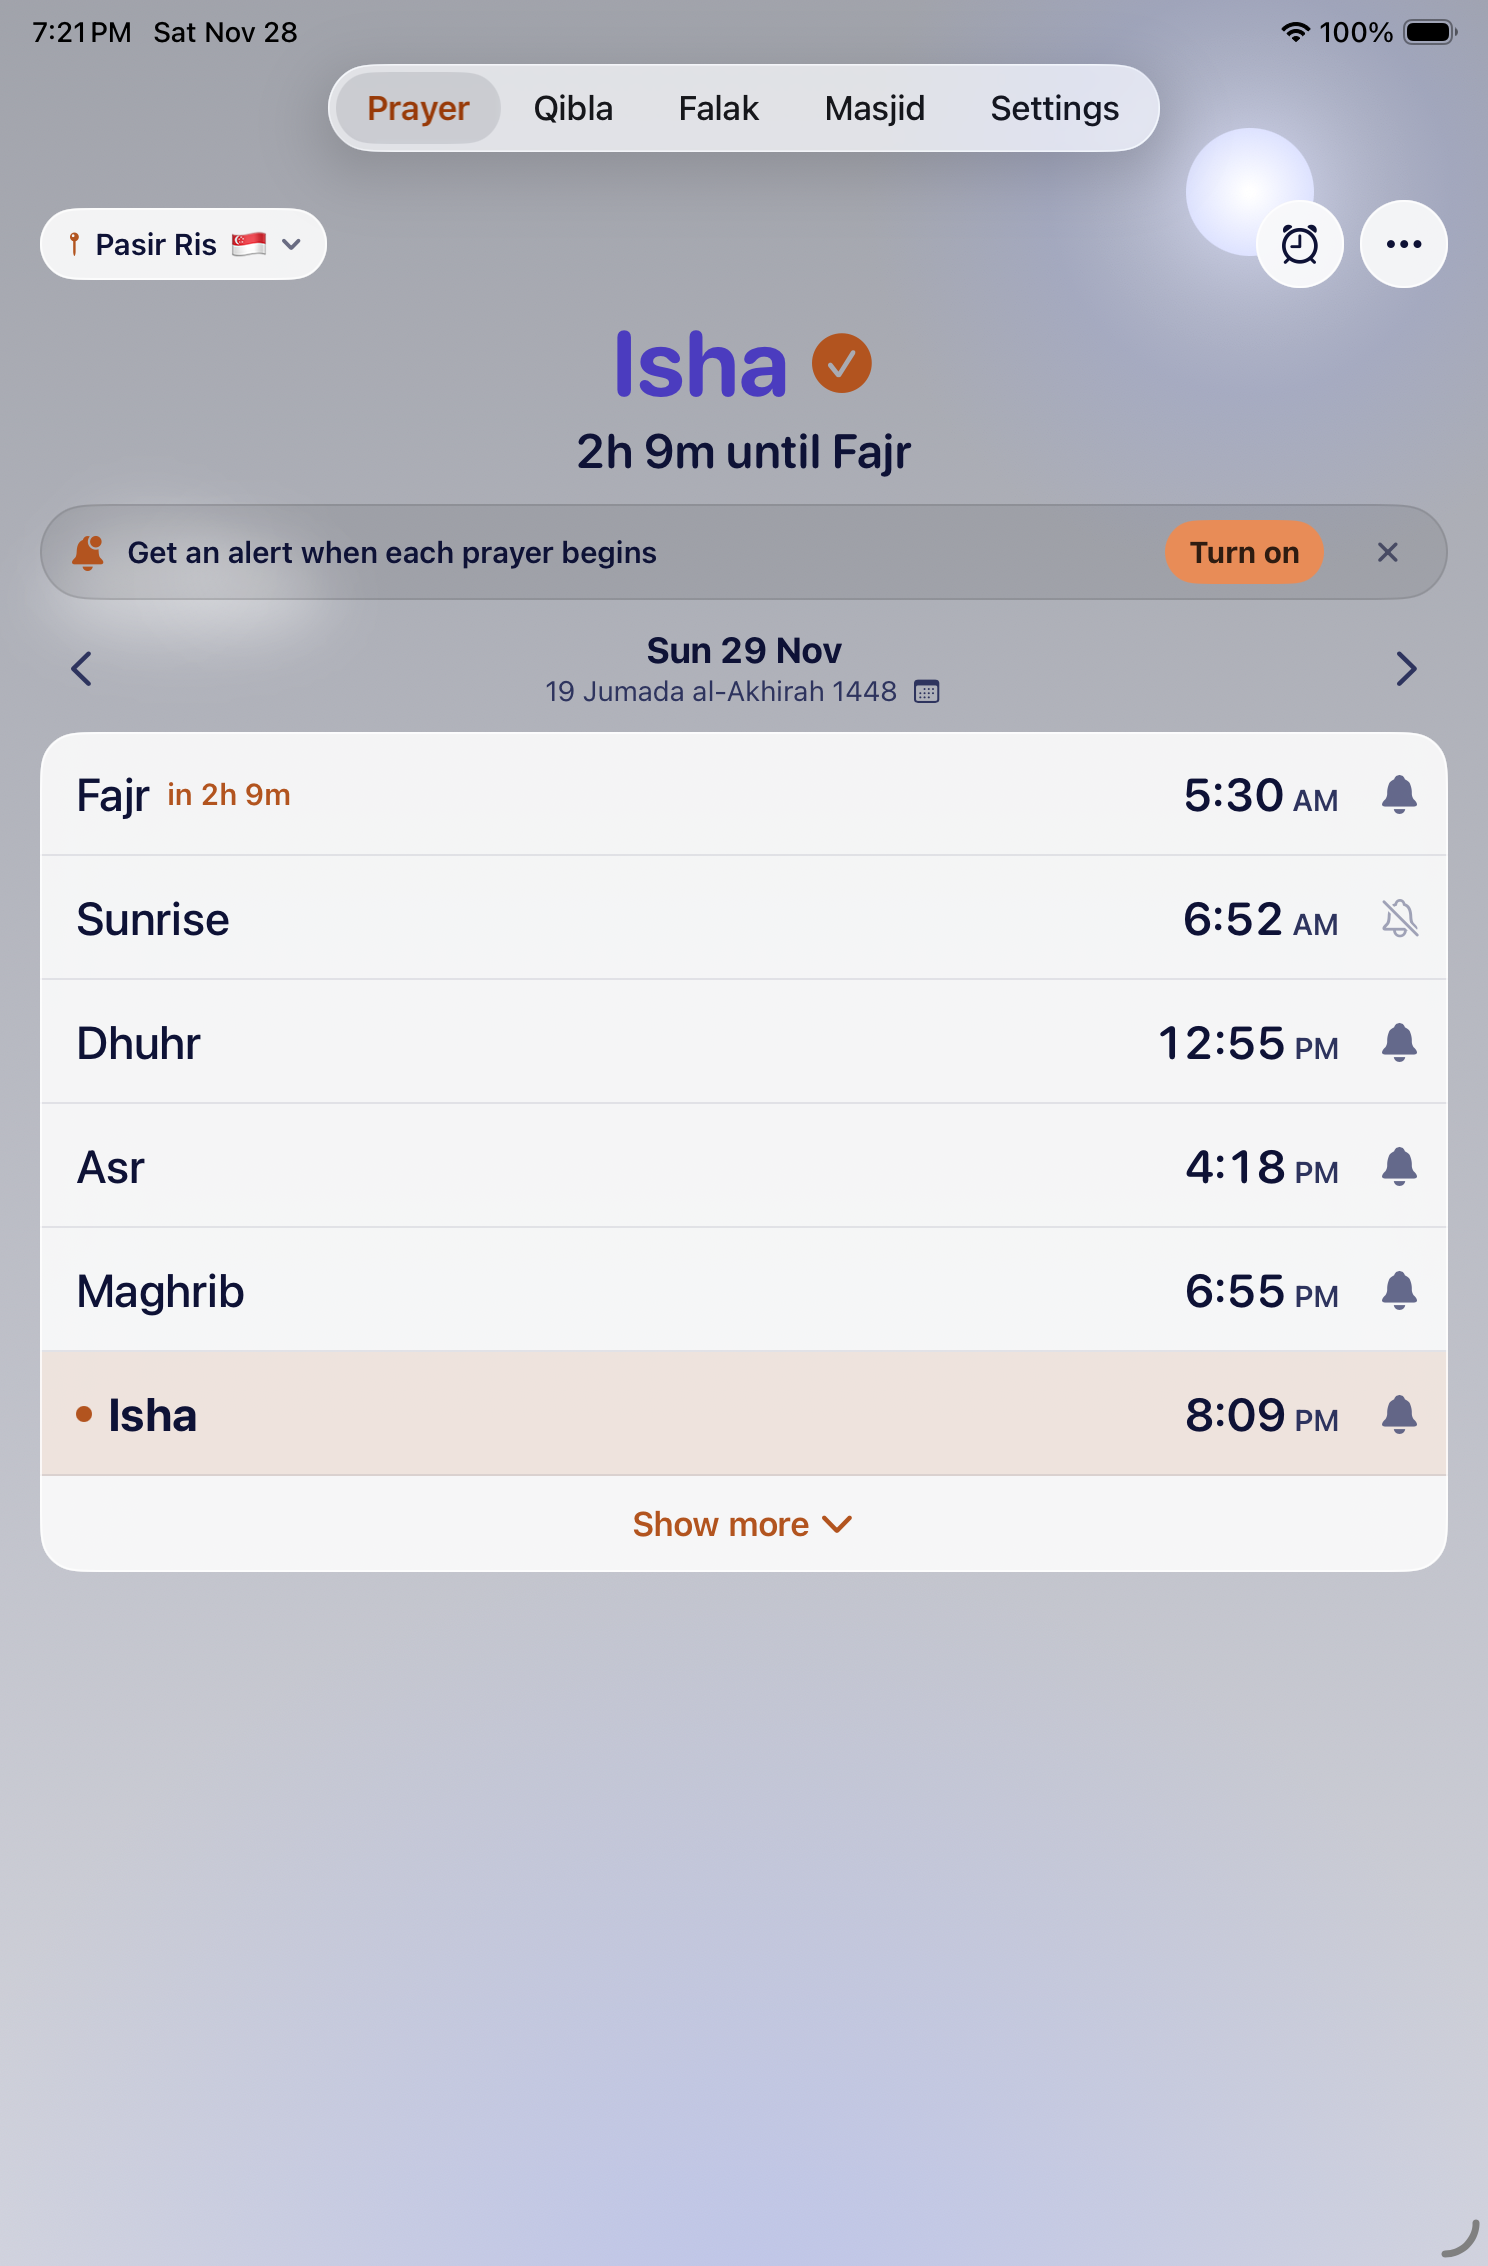 7:21 PM Sat Nov 28 100%
Prayer Qibla Falak Masjid Settings
Pasir Ris
Isha
2h 9m until Fajr
Get an alert when each prayer begins Turn on
Sun 29 Nov
19 Jumada al-Akhirah 1448
Fajr in 2h 9m 5:30 AM
Sunrise 6:52 AM
Dhuhr 12:55 PM
Asr 4:18 PM
Maghrib 6:55 PM
Isha 8:09 PM
Show more